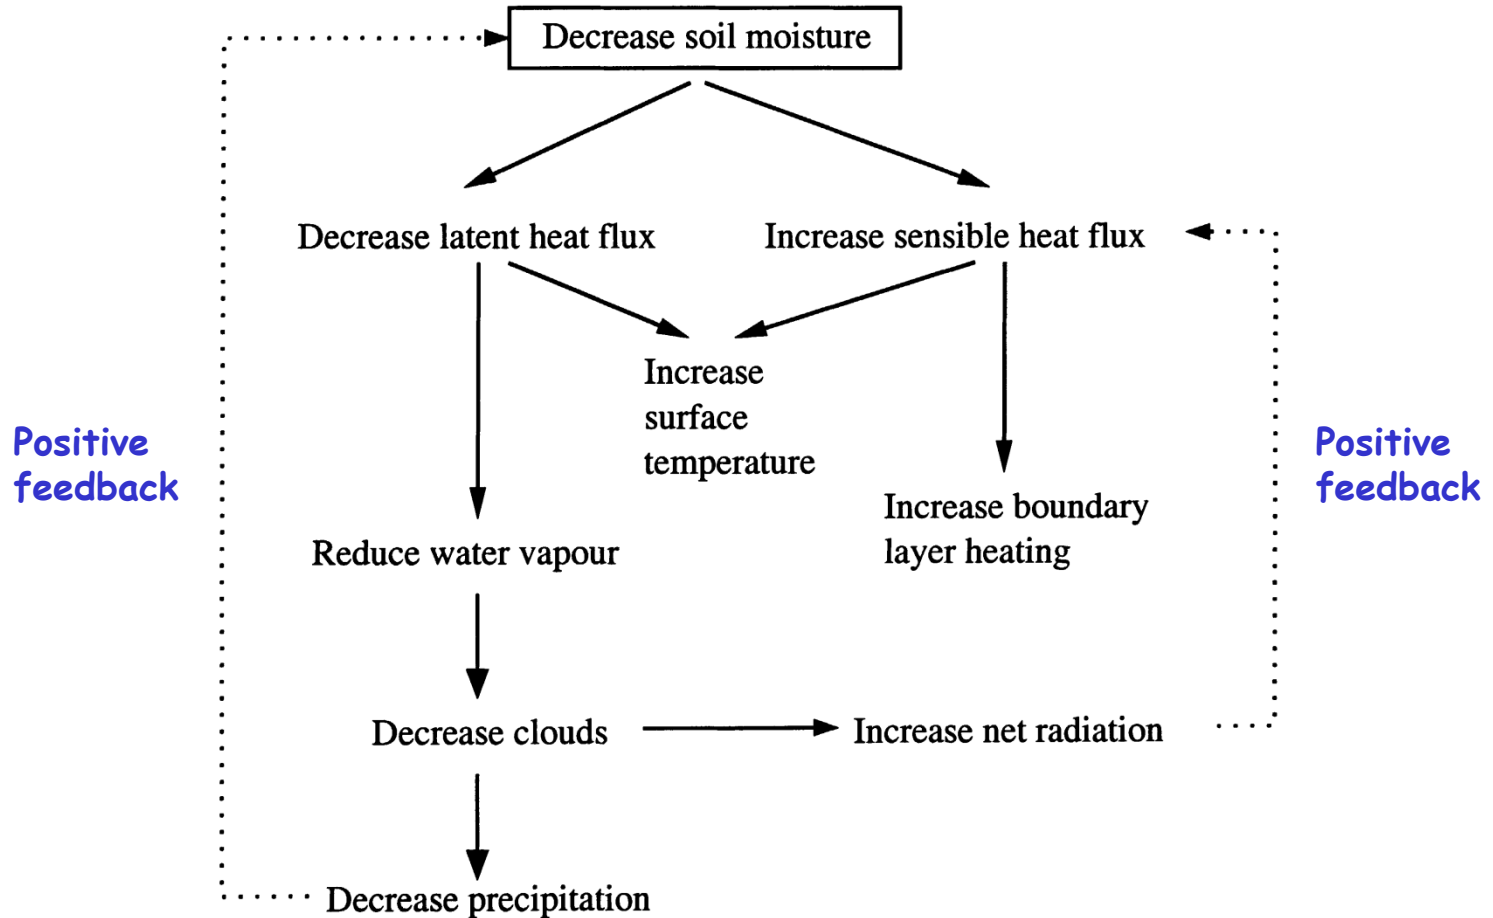 Decrease soil moisture
Decrease latent heat flux
Increase sensible heat flux
Increase
surface
temperature
Positive
feedback
Positive
feedback
Increase boundary
layer heating
Reduce water vapour
Decrease clouds
Increase net radiation
Decrease precipitation